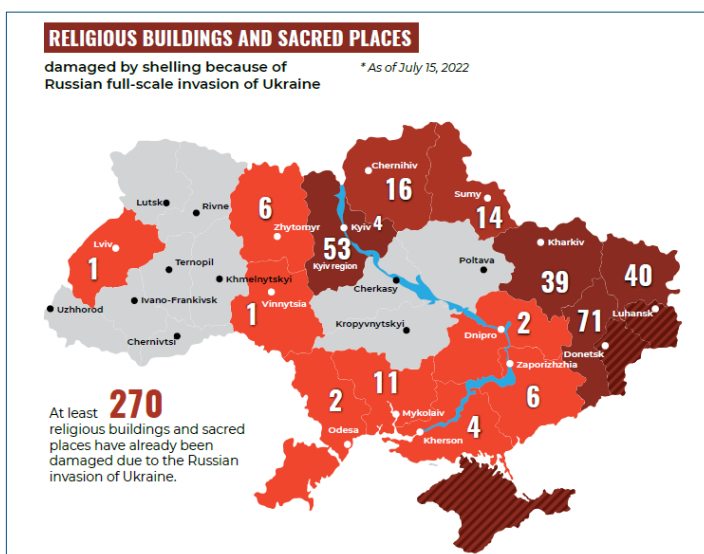 RELIGIOUS BUILDINGS AND SACRED PLACES
damaged by shelling because of
Russian full-scale invasion of Ukraine
* As of July 15, 2022
Chernihiv
16
Sumy
14
Lutsk
Rivne
6
Zhytomyr
Kyiv
4
53
Kyiv region
Kharkiv
39
40
Lviv
1
Ternopil
Khmelnytskyi
Poltava
Cherkasy
Uzhhorod
Ivano-Frankivsk
Vinnytsia
1
71
Luhansk
Chernivtsi
Kropyvnytskyi
2
Dnipro
Donetsk
Zaporizhzhia
6
11
2
Mykolaiv
Odesa
Kherson
4
At least 270
religious buildings and sacred
places have already been
damaged due to the Russian
invasion of Ukraine.